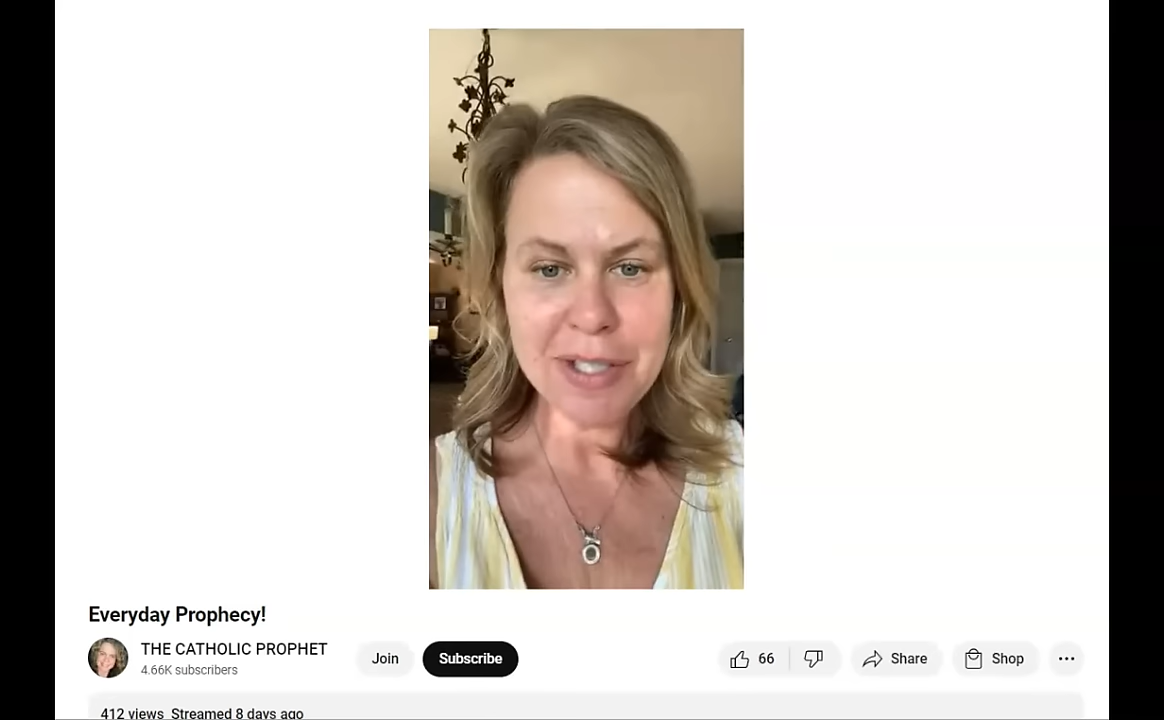 Everyday Prophecy!
THE CATHOLIC PROPHET
4.66K subscribers
Join
Subscribe
66
Share
Shop
412 views Streamed 8 days ago